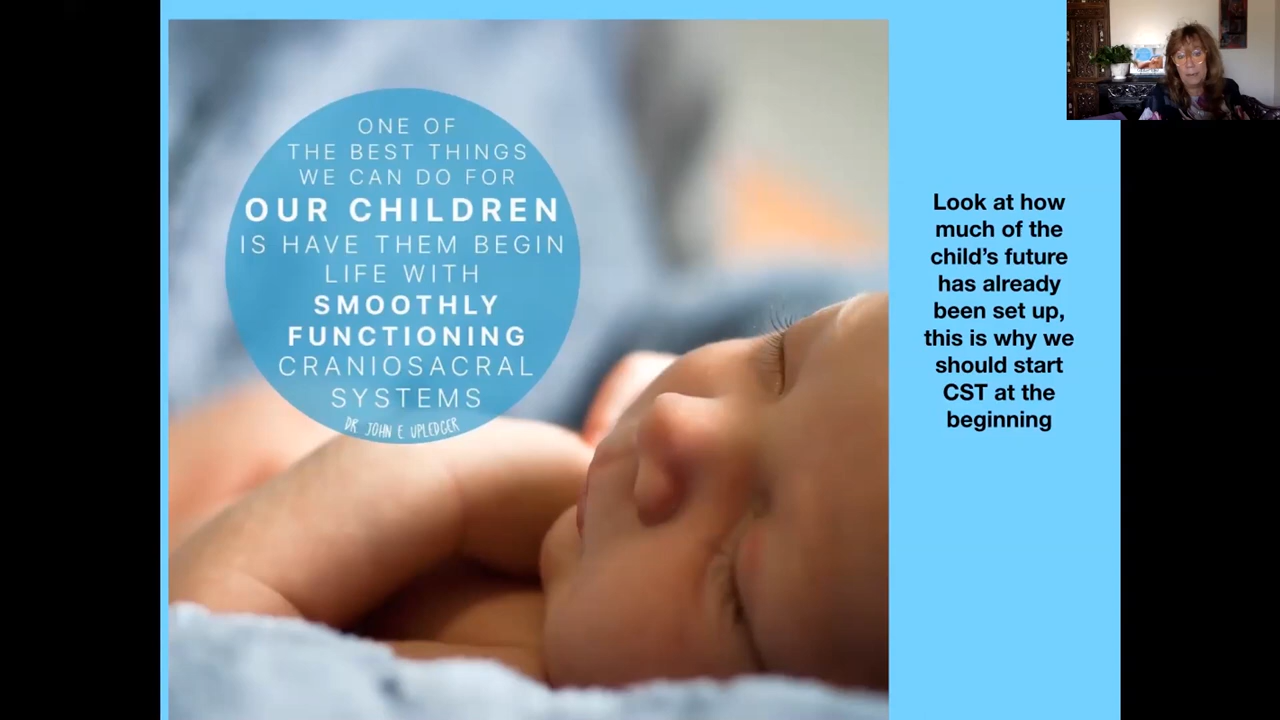 ONE OF
THE BEST THINGS
WE CAN DO FOR
OUR CHILDREN
IS HAVE THEM BEGIN
LIFE WITH
SMOOTHLY
FUNCTIONING
CRANIOSACRAL
SYSTEMS
DR JOHN E UPLEDGER
Look at how
much of the
child’s future
has already
been set up,
this is why we
should start
CST at the
beginning